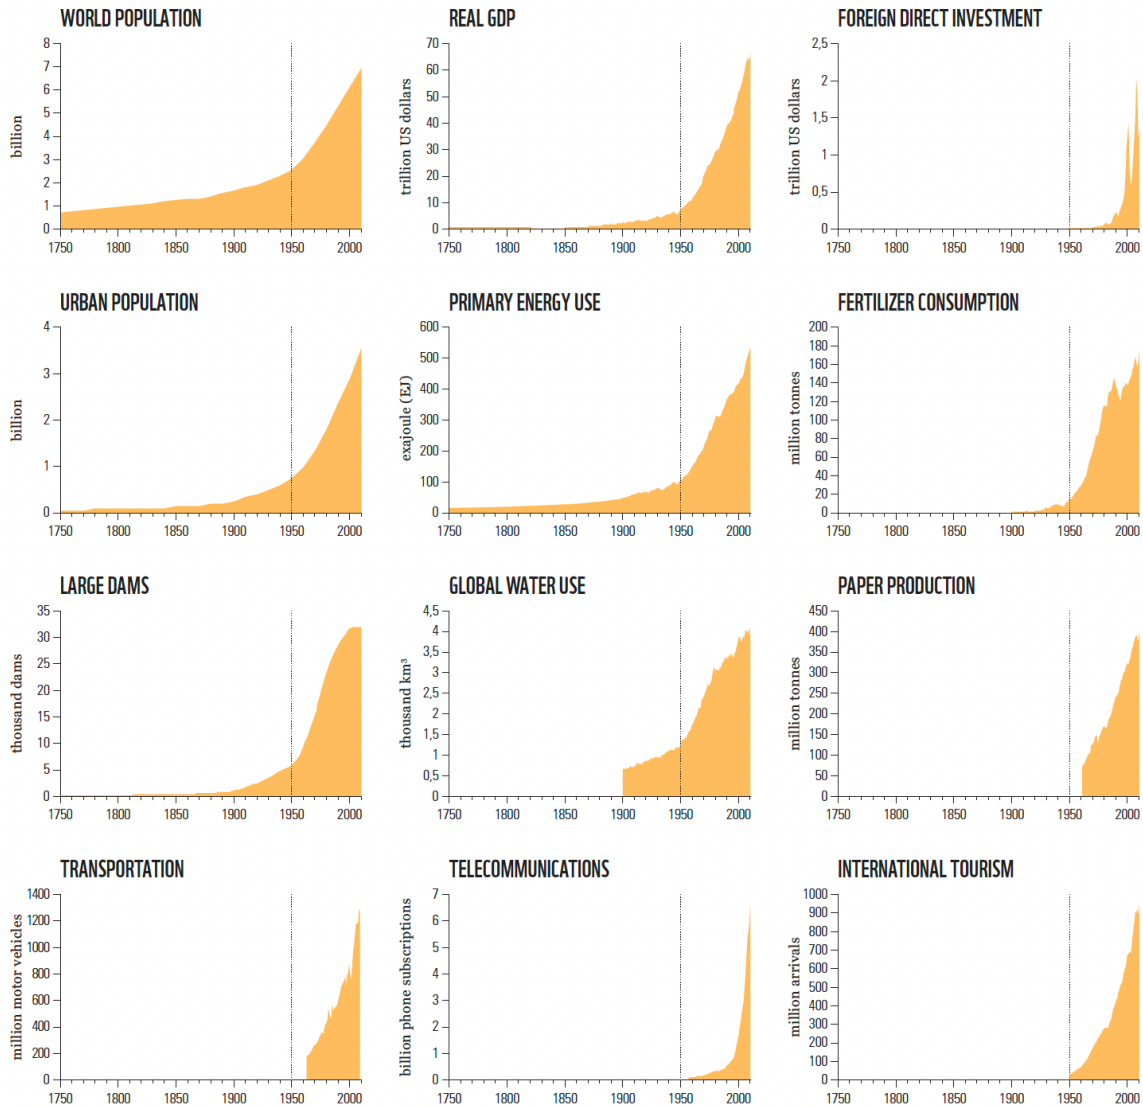 WORLD POPULATION
billion
8
7
6
5
4
3
2
1
0
1750 1800 1850 1900 1950 2000
REAL GDP
trillion US dollars
70
60
50
40
30
20
10
0
1750 1800 1850 1900 1950 2000
FOREIGN DIRECT INVESTMENT
trillion US dollars
2,5
2
1,5
1
0,5
0
1750 1800 1850 1900 1950 2000
URBAN POPULATION
billion
4
3
2
1
0
1750 1800 1850 1900 1950 2000
PRIMARY ENERGY USE
exajoule (EJ)
600
500
400
300
200
100
0
1750 1800 1850 1900 1950 2000
FERTILIZER CONSUMPTION
million tonnes
200
180
160
140
120
100
80
60
40
20
0
1750 1800 1850 1900 1950 2000
LARGE DAMS
thousand dams
35
30
25
20
15
10
5
0
1750 1800 1850 1900 1950 2000
GLOBAL WATER USE
thousand km³
4,5
4
3,5
3
2,5
2
1,5
1
0,5
0
1750 1800 1850 1900 1950 2000
PAPER PRODUCTION
million tonnes
450
400
350
300
250
200
150
100
50
0
1750 1800 1850 1900 1950 2000
TRANSPORTATION
million motor vehicles
1400
1200
1000
800
600
400
200
0
1750 1800 1850 1900 1950 2000
TELECOMMUNICATIONS
billion phone subscriptions
7
6
5
4
3
2
1
0
1750 1800 1850 1900 1950 2000
INTERNATIONAL TOURISM
million arrivals
1000
900
800
700
600
500
400
300
200
100
0
1750 1800 1850 1900 1950 2000